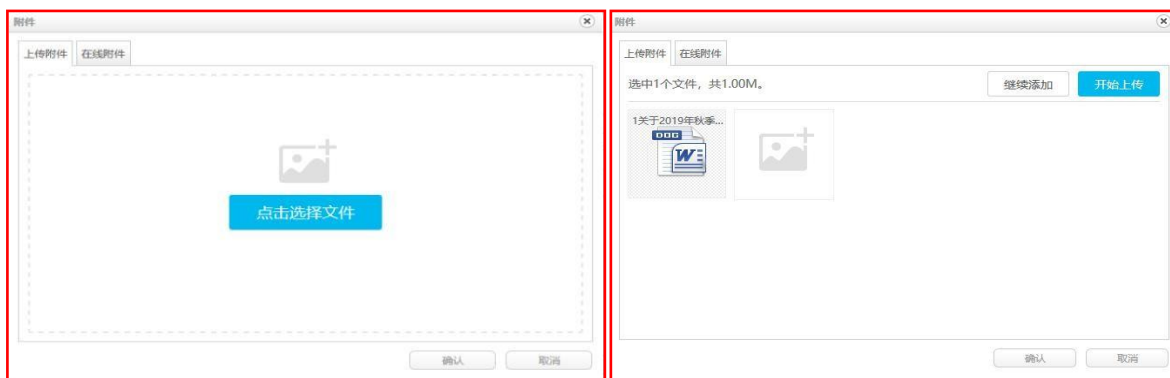 附件
上传附件 在线附件
点击选择文件
确认 取消
附件
上传附件 在线附件
选中1个文件，共1.00M。 继续添加 开始上传
1关于2019年秋季...
DOC
W
确认 取消